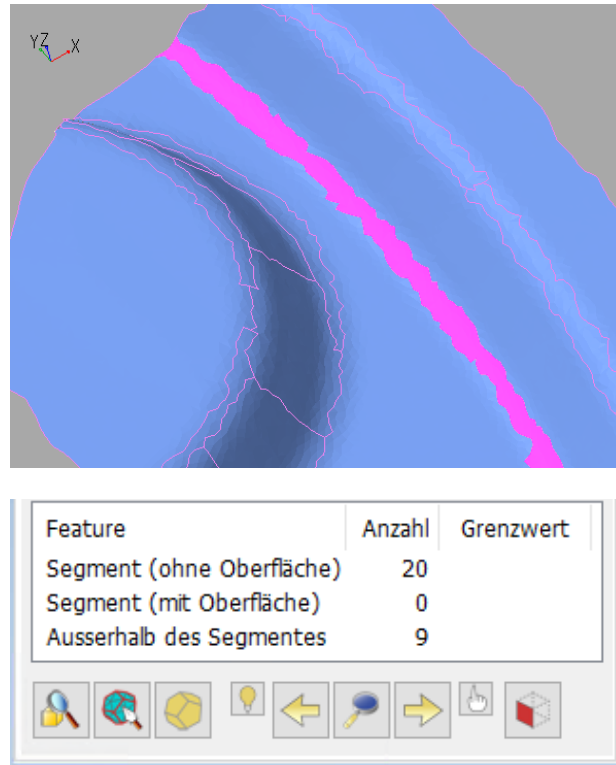 YZ X
Feature Anzahl Grenzwert
Segment (ohne Oberfläche) 20
Segment (mit Oberfläche) 0
Ausserhalb des Segmentes 9